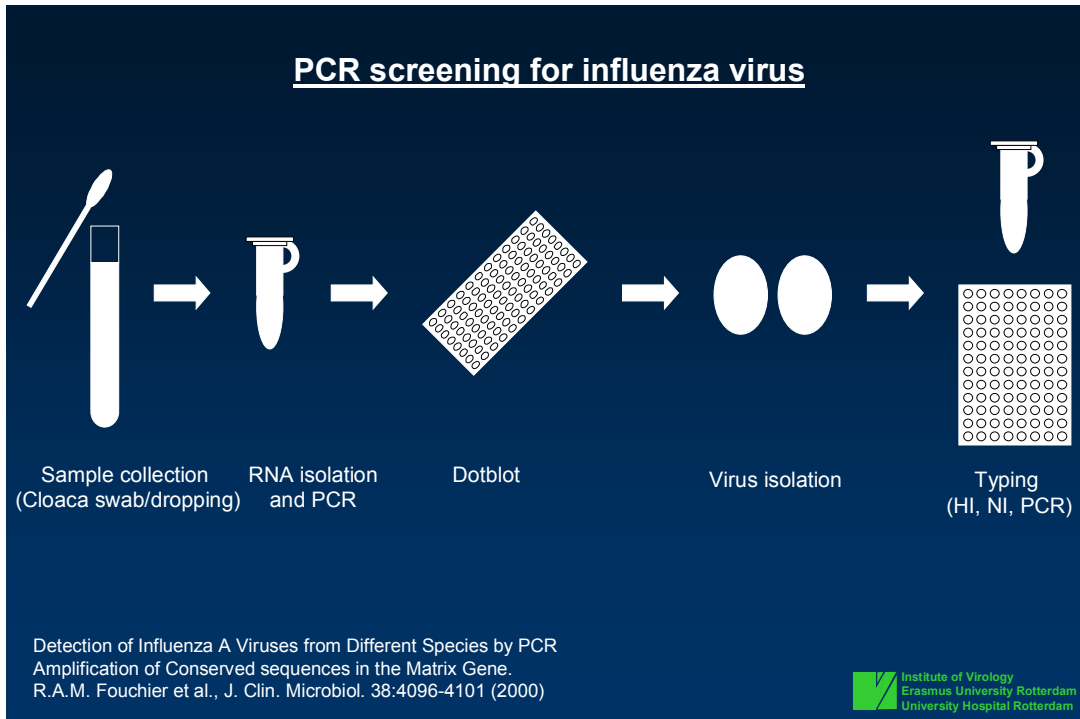 PCR screening for influenza virus
Sample collection
(Cloaca swab/dropping)
RNA isolation
and PCR
Dotblot
Virus isolation
Typing
(HI, NI, PCR)
Detection of Influenza A Viruses from Different Species by PCR
Amplification of Conserved sequences in the Matrix Gene.
R.A.M. Fouchier et al., J. Clin. Microbiol. 38:4096-4101 (2000)
Institute of Virology
Erasmus University Rotterdam
University Hospital Rotterdam